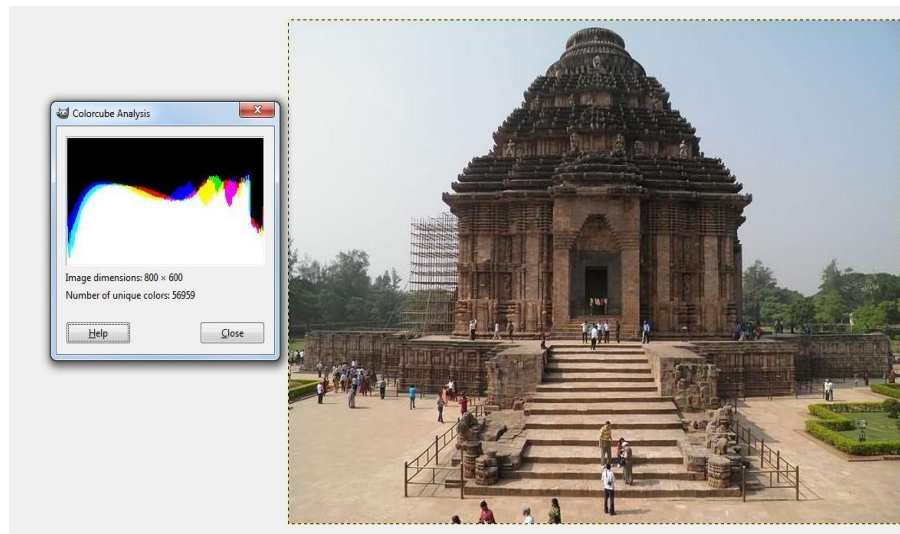 Colorcube Analysis
Image dimensions: 800 × 600
Number of unique colors: 56959
Help
Close